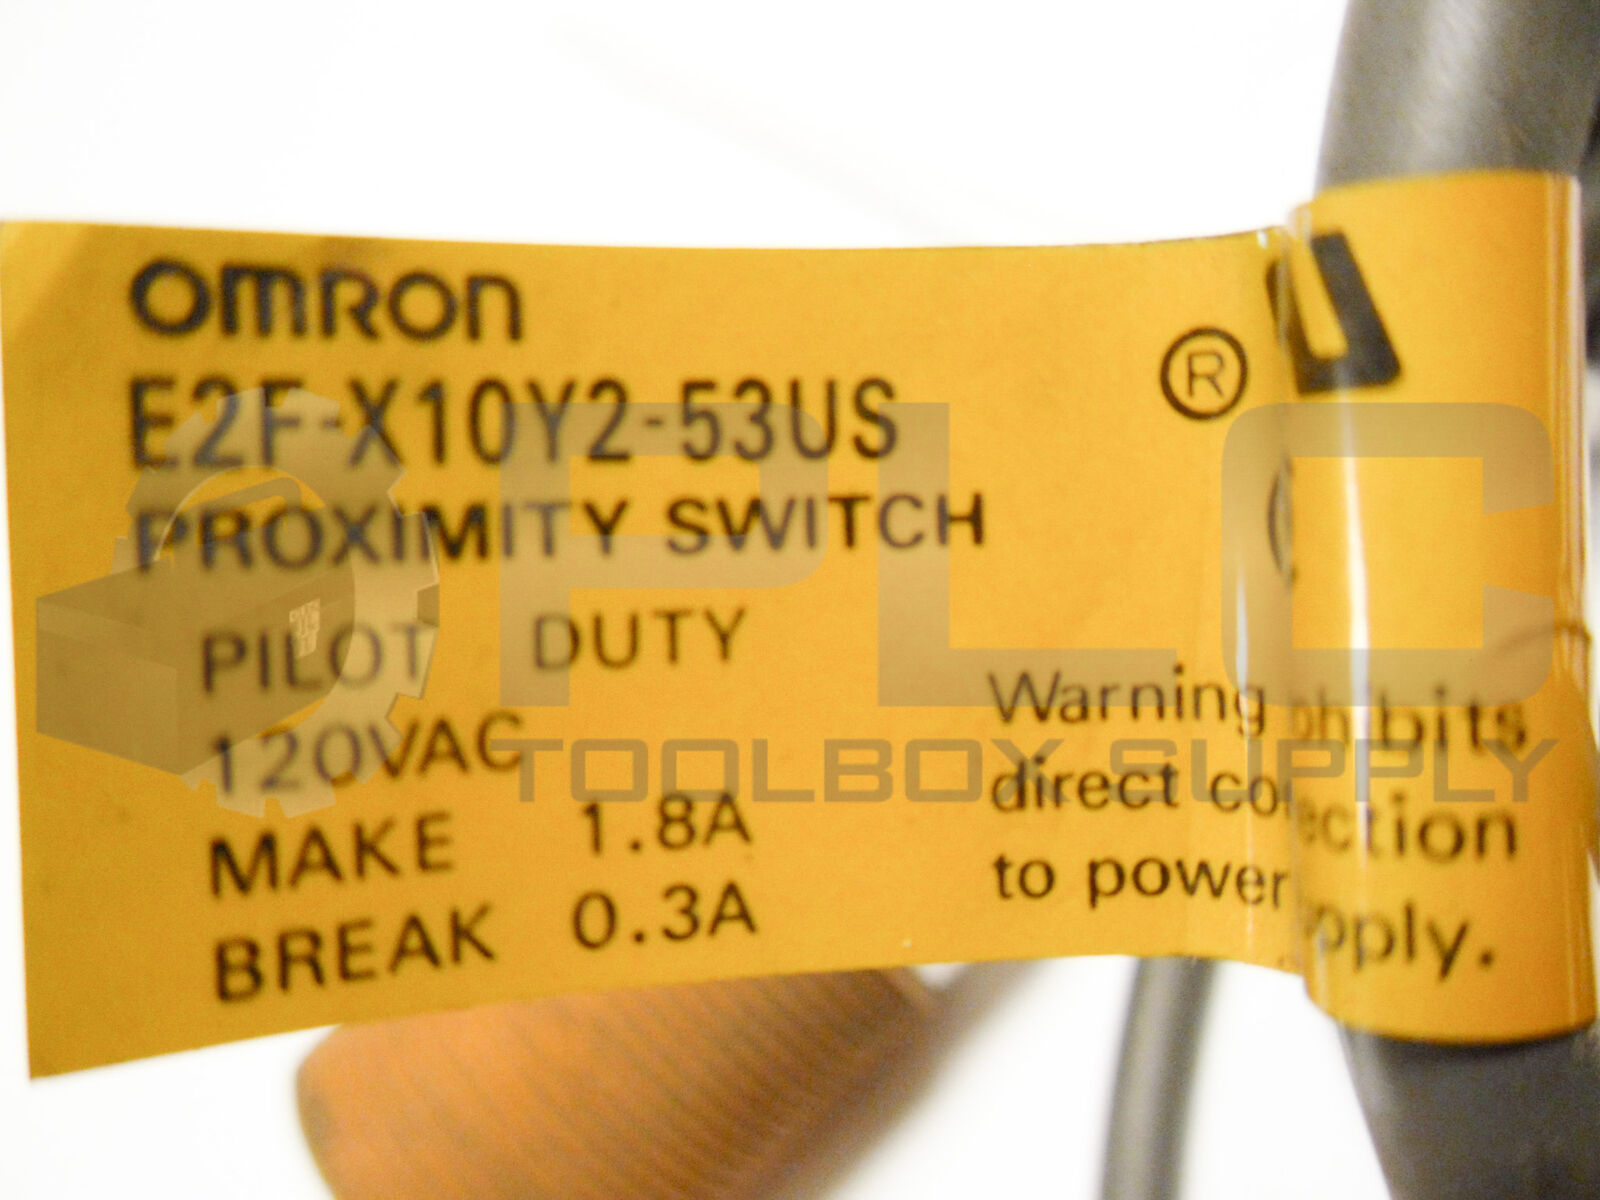 OMRON
E2F-X10Y2-53US
®
PROXIMITY SWITCH
PILOT DUTY
120VAC
MAKE 1.8A
BREAK 0.3A
Warning
direct
to power
PLC
TOOLBOX SUPPLY